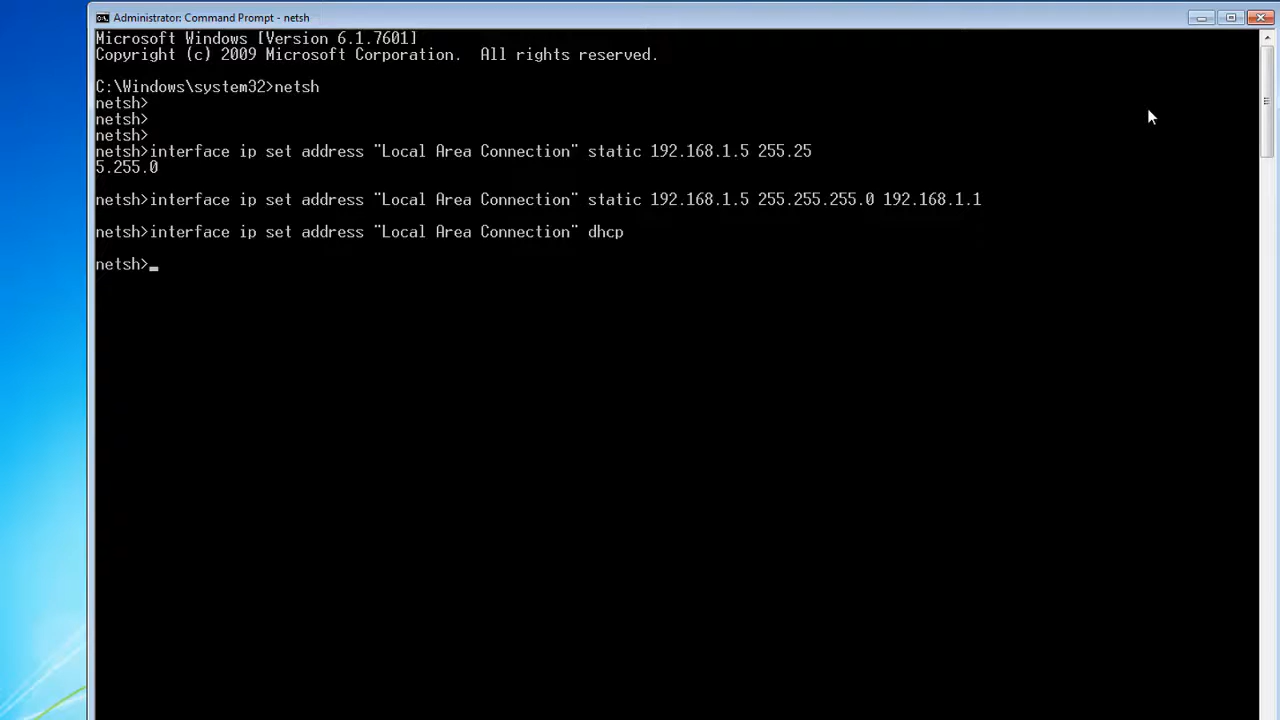 Administrator: Command Prompt - netsh
Microsoft Windows [Version 6.1.7601]
Copyright (c) 2009 Microsoft Corporation.  All rights reserved.
C:\Windows\system32>netsh
netsh>
netsh>
netsh>
netsh>interface ip set address "Local Area Connection" static 192.168.1.5 255.25
5.255.0
netsh>interface ip set address "Local Area Connection" static 192.168.1.5 255.255.255.0 192.168.1.1
netsh>interface ip set address "Local Area Connection" dhcp
netsh>